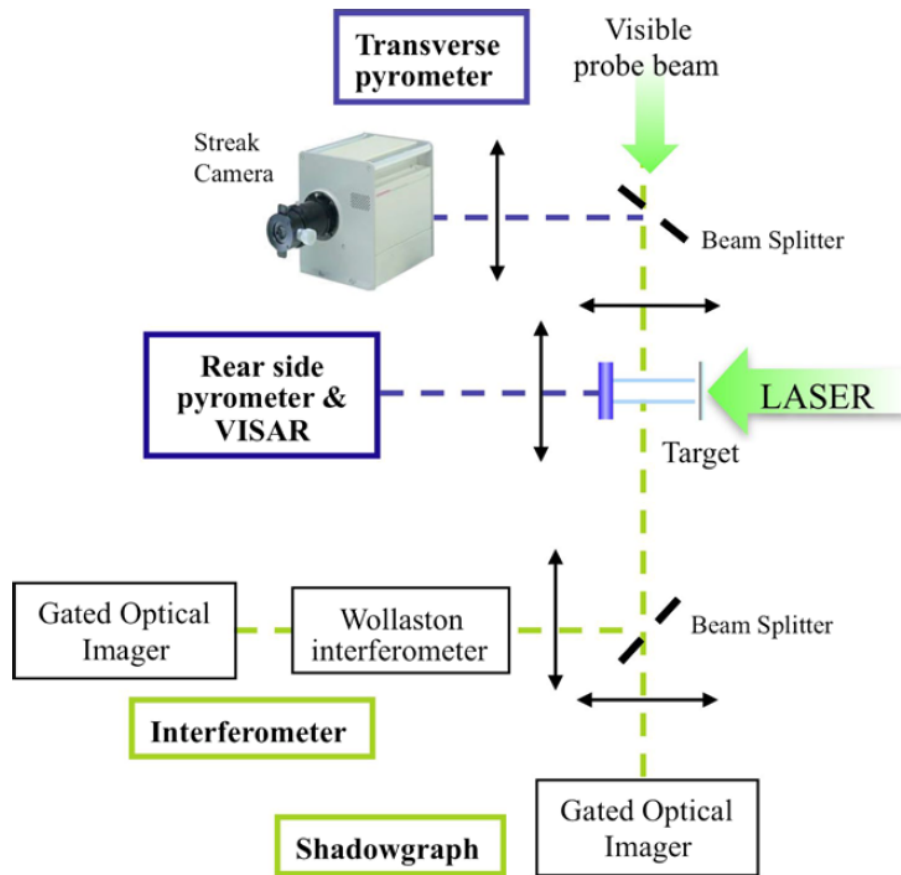 Transverse
pyrometer
Visible
probe beam
Streak
Camera
Beam Splitter
Rear side
pyrometer &
VISAR
LASER
Target
Gated Optical
Imager
Wollaston
interferometer
Beam Splitter
Interferometer
Gated Optical
Imager
Shadowgraph